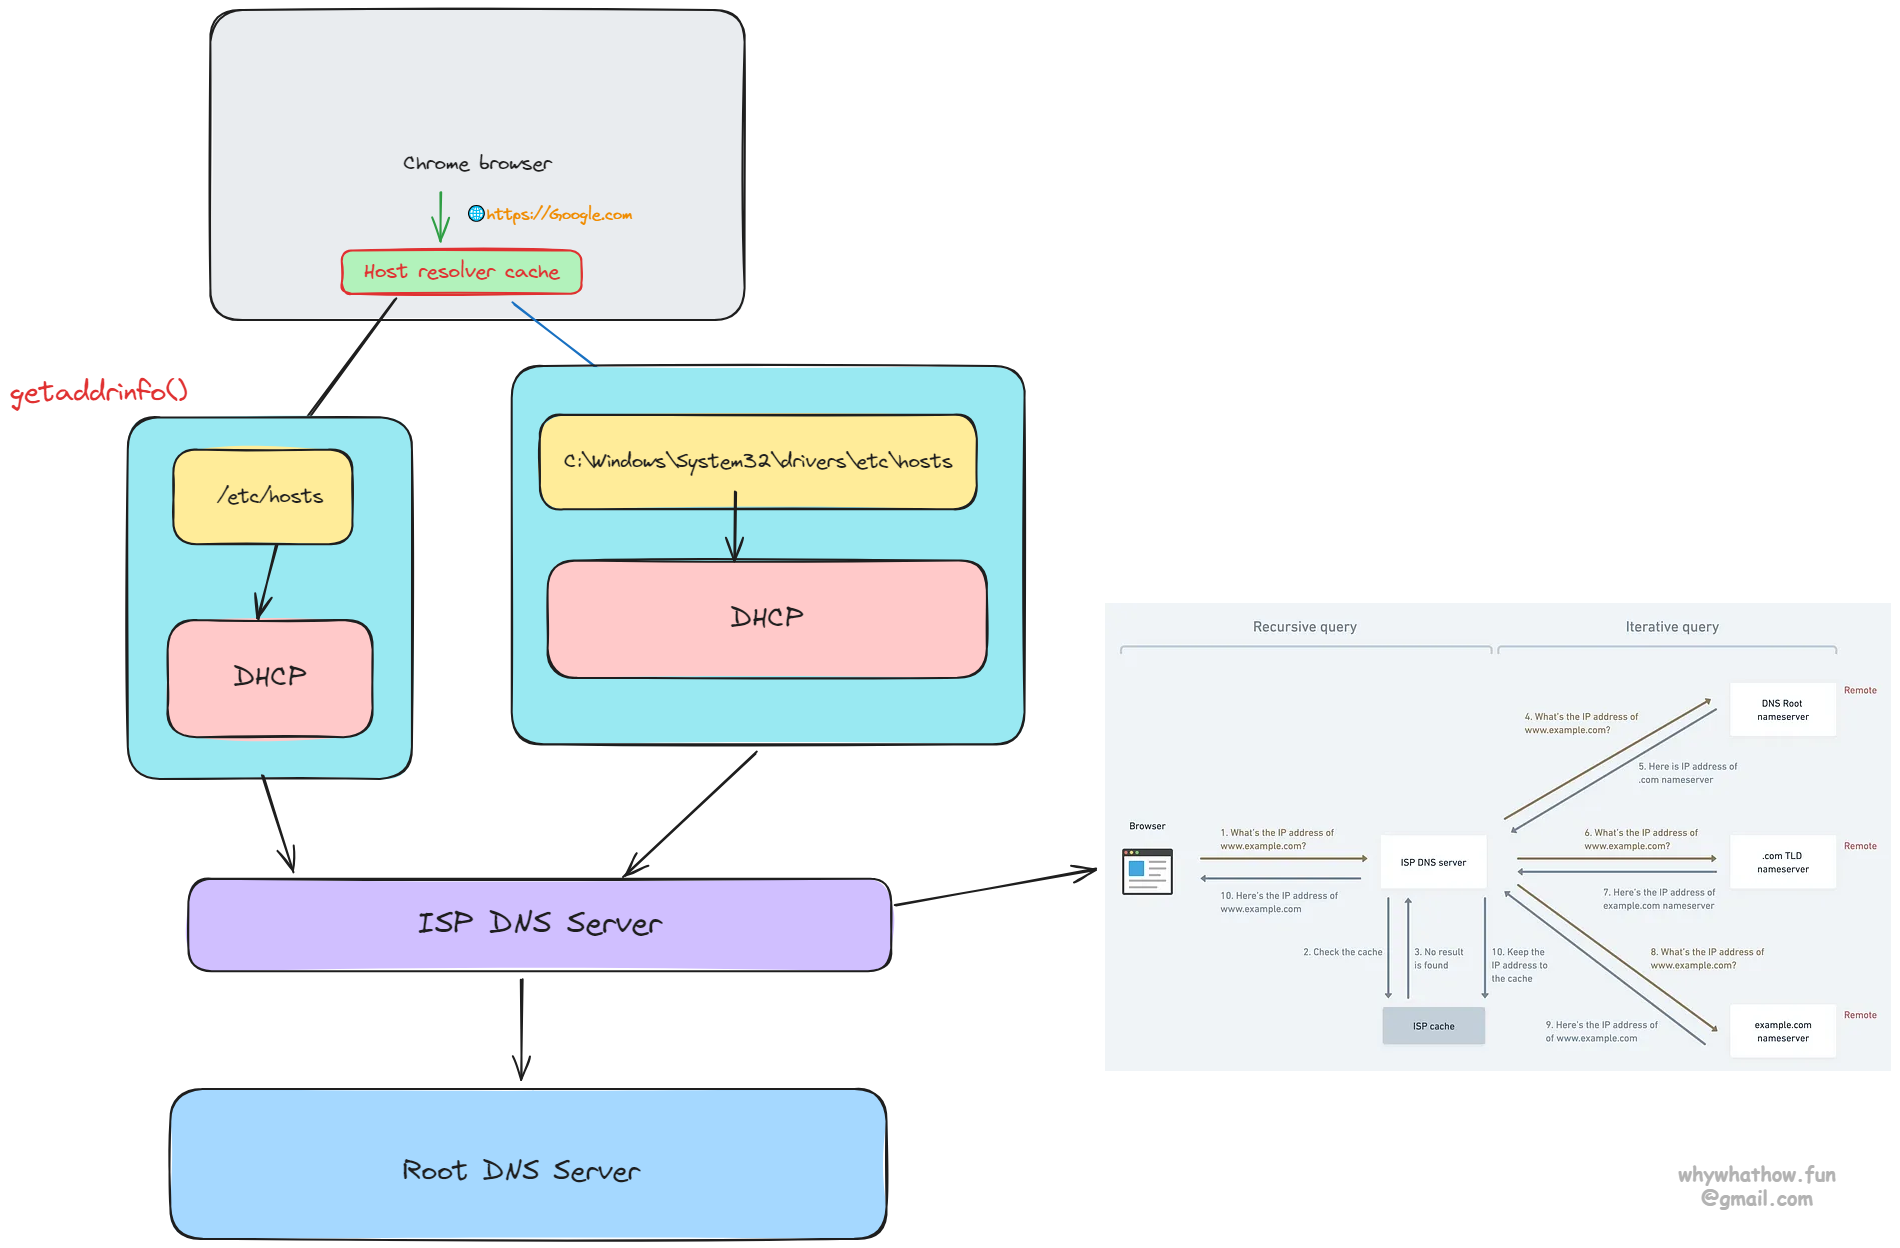 Chrome browser
https://Google.com
Host resolver cache
getaddrinfo()
/etc/hosts
DHCP
C:\Windows\System32\drivers\etc\hosts
DHCP
ISP DNS Server
Root DNS Server
Recursive query
Iterative query
DNS Root
nameserver
Remote
4. What's the IP address of
www.example.com?
5. Here is IP address of
.com nameserver
Browser
1. What's the IP address of
www.example.com?
10. Here's the IP address of
www.example.com
ISP DNS server
6. What's the IP address of
www.example.com?
7. Here's the IP address of
example.com nameserver
.com TLD
nameserver
Remote
2. Check the cache
3. No result
is found
10. Keep the
IP address to
the cache
8. What's the IP address of
www.example.com?
9. Here's the IP address of
of www.example.com
ISP cache
example.com
nameserver
Remote
whywhathow.fun
@gmail.com